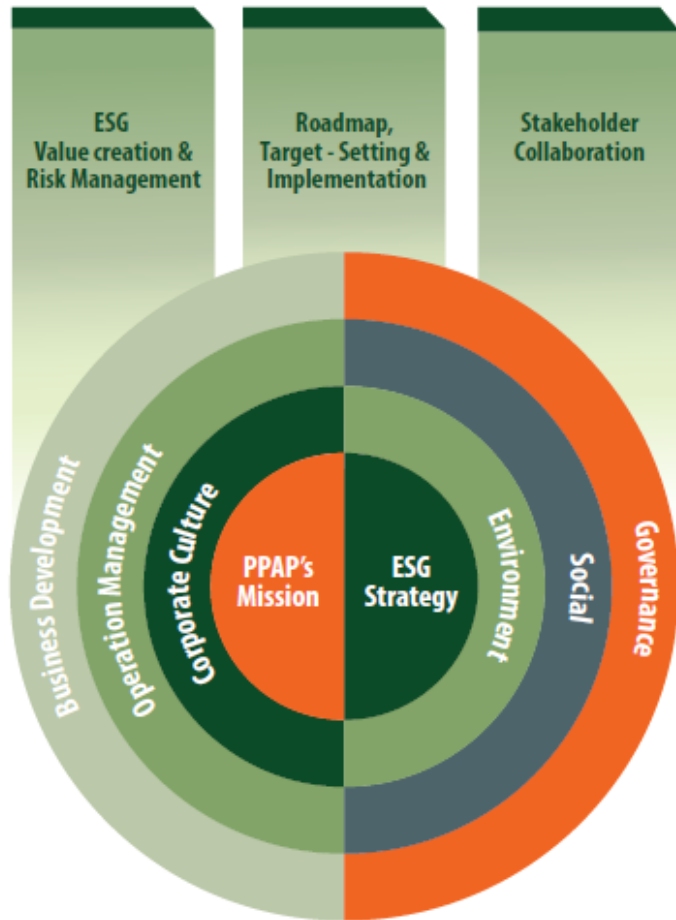 ESG
Value creation &
Risk Management
Roadmap,
Target - Setting &
Implementation
Stakeholder
Collaboration
Business Development
Operation Management
Corporate Culture
PPAP's
Mission
ESG
Strategy
Environment
Social
Governance